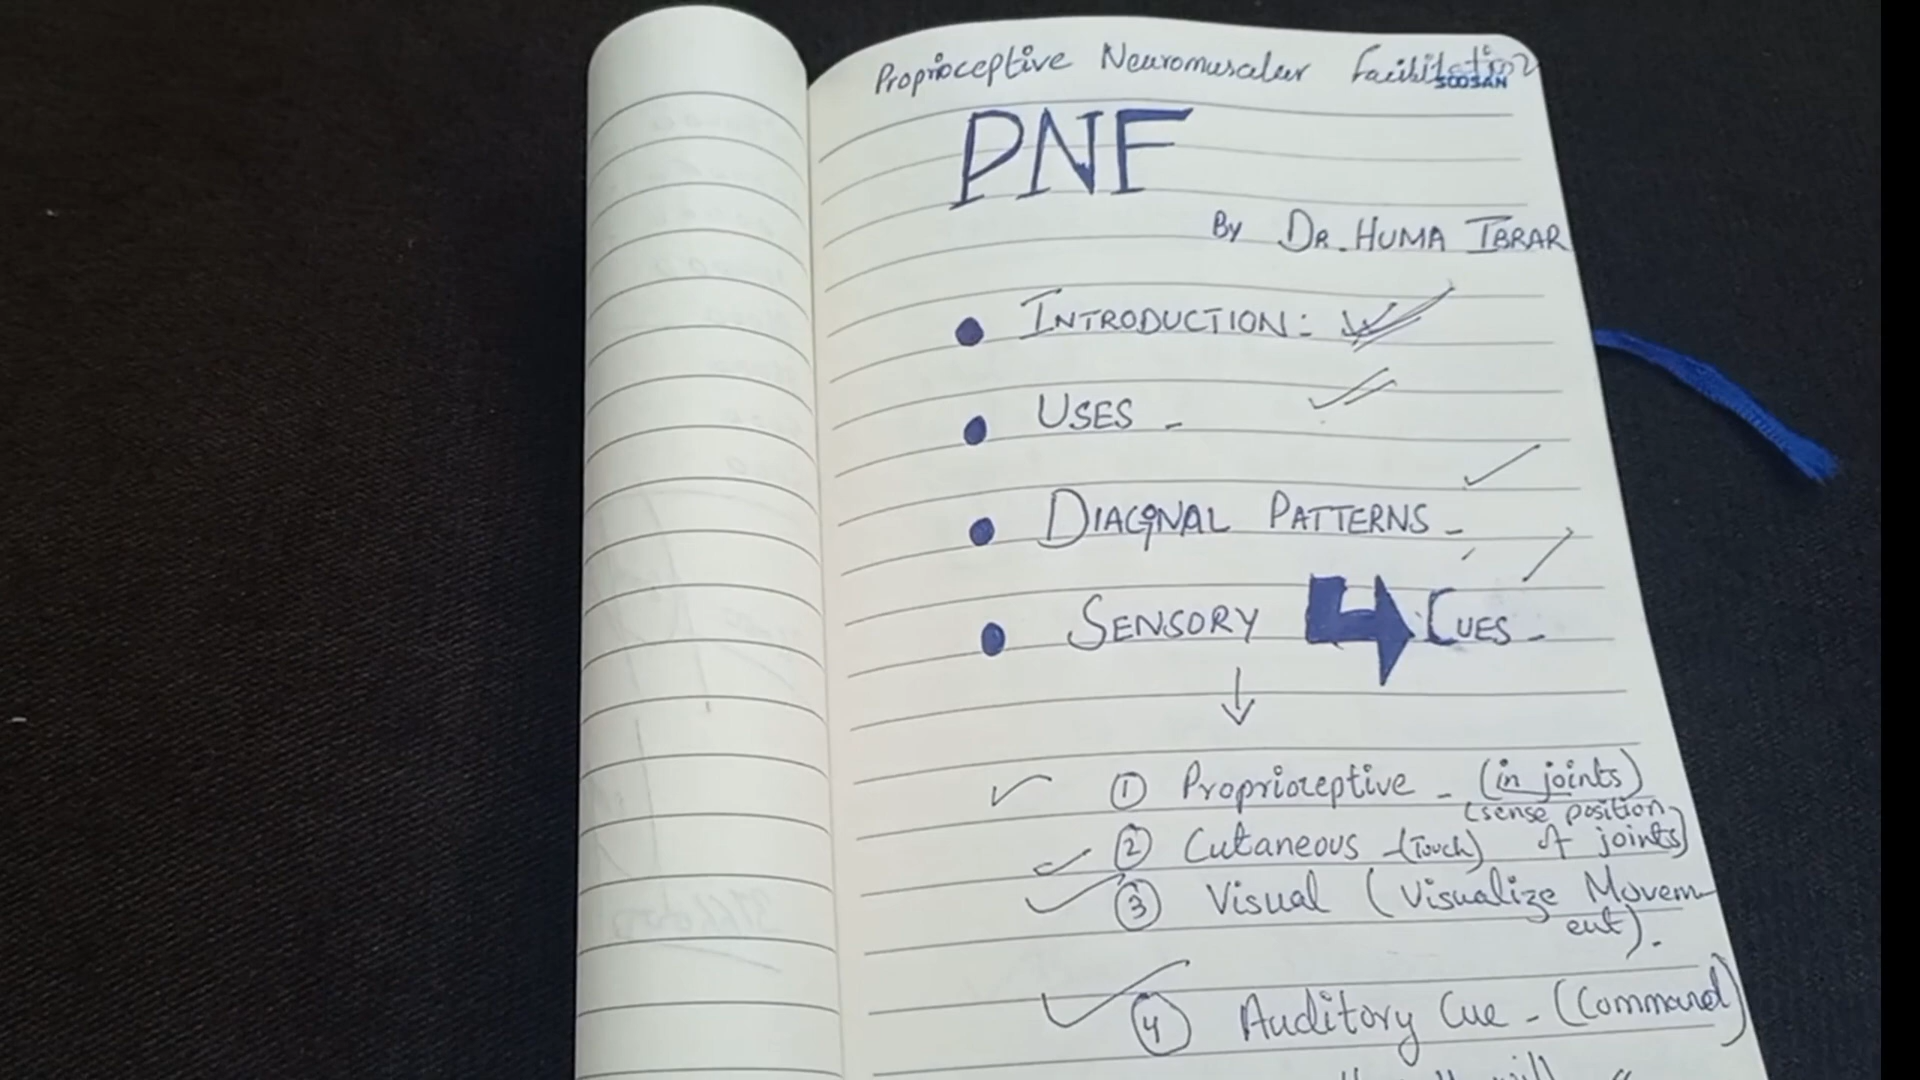 Proprioceptive Neuromuscular Facilitation
SOOSAN
PNF
By DR. HUMA IBRAR
• INTRODUCTION:
• USES -
• DIAGNAL PATTERNS -
• SENSORY CUES -
① Proprioceptive - (in joints)
(sense position
② Cutaneous - (Touch) of joints)
③ Visual (Visualize Movem-
ent).
④ Auditory Cue - (Command)